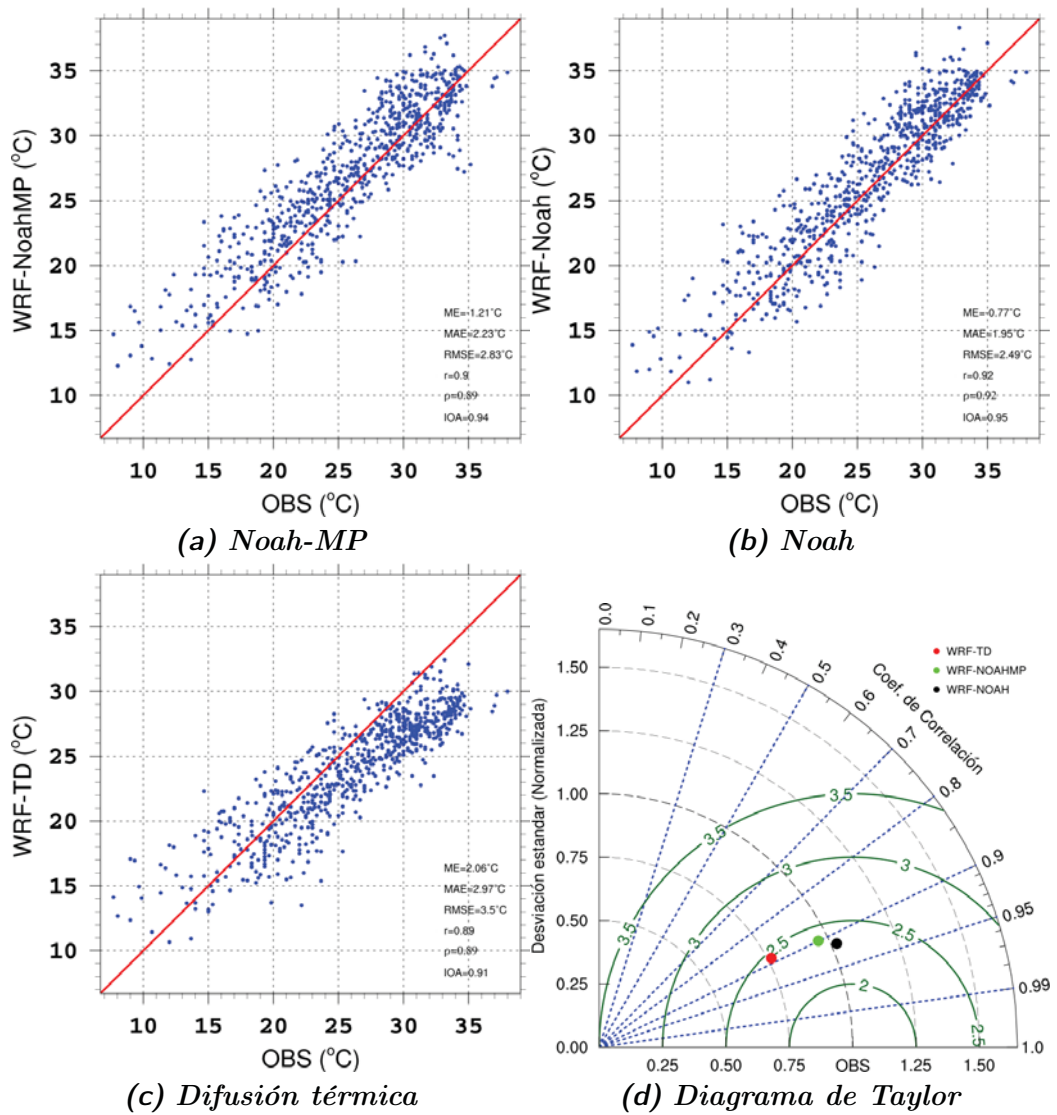 35
30
25
20
15
10
WRF-NoahMP (°C)
ME=-1.21°C
MAE=2.23°C
RMSE=2.83°C
r=0.9
ρ=0.89
IOA=0.94
10 15 20 25 30 35
OBS (°C)
(a) Noah-MP
35
30
25
20
15
10
WRF-Noah (°C)
ME=-0.77°C
MAE=1.95°C
RMSE=2.49°C
r=0.92
ρ=0.92
IOA=0.95
10 15 20 25 30 35
OBS (°C)
(b) Noah
35
30
25
20
15
10
WRF-TD (°C)
ME=2.06°C
MAE=2.97°C
RMSE=3.5°C
r=0.89
ρ=0.89
IOA=0.91
10 15 20 25 30 35
OBS (°C)
(c) Difusión térmica
0.0 0.1 0.2 0.3 0.4 0.5 0.6 0.7 0.8 0.9 0.95 0.99 1.0
Coef. de Correlación
WRF-TD
WRF-NOAHMP
WRF-NOAH
1.50
1.25
1.00
0.75
0.50
0.25
0.00
Desviación estandar (Normalizada)
3.5 3.5
3.5 3
3 3
2.5 2.5
2 2.5
0.25 0.50 0.75 OBS 1.25 1.50
(d) Diagrama de Taylor